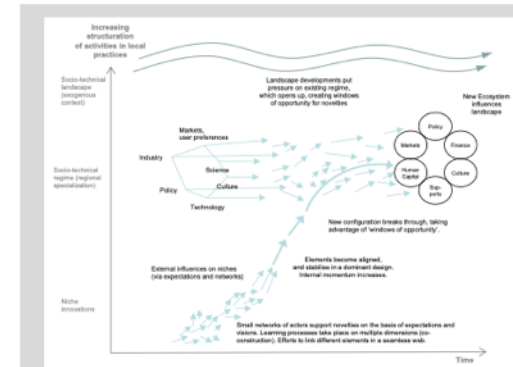 Increasing
structuration
of activities in local
practices
Socio-technical
landscape
(exogenous
context)
Landscape developments put
pressure on existing regime,
which opens up, creating windows
of opportunity for novelties
New Ecosystem
influences
landscape
Markets,
user preferences
Industry
Science
Policy
Culture
Technology
Socio-technical
regime (regional
specialization)
Policy
Markets
Finance
Human
Capital
Culture
Sup-
ports
New configuration breaks through, taking
advantage of 'windows of opportunity'.
Elements become aligned,
and stabilise in a dominant design.
Internal momentum increases.
External influences on niches
(via expectations and networks)
Niche
innovations
Small networks of actors support novelties on the basis of expectations and
visions. Learning processes take place on multiple dimensions (co-
construction). Efforts to link different elements in a seamless web.
Time